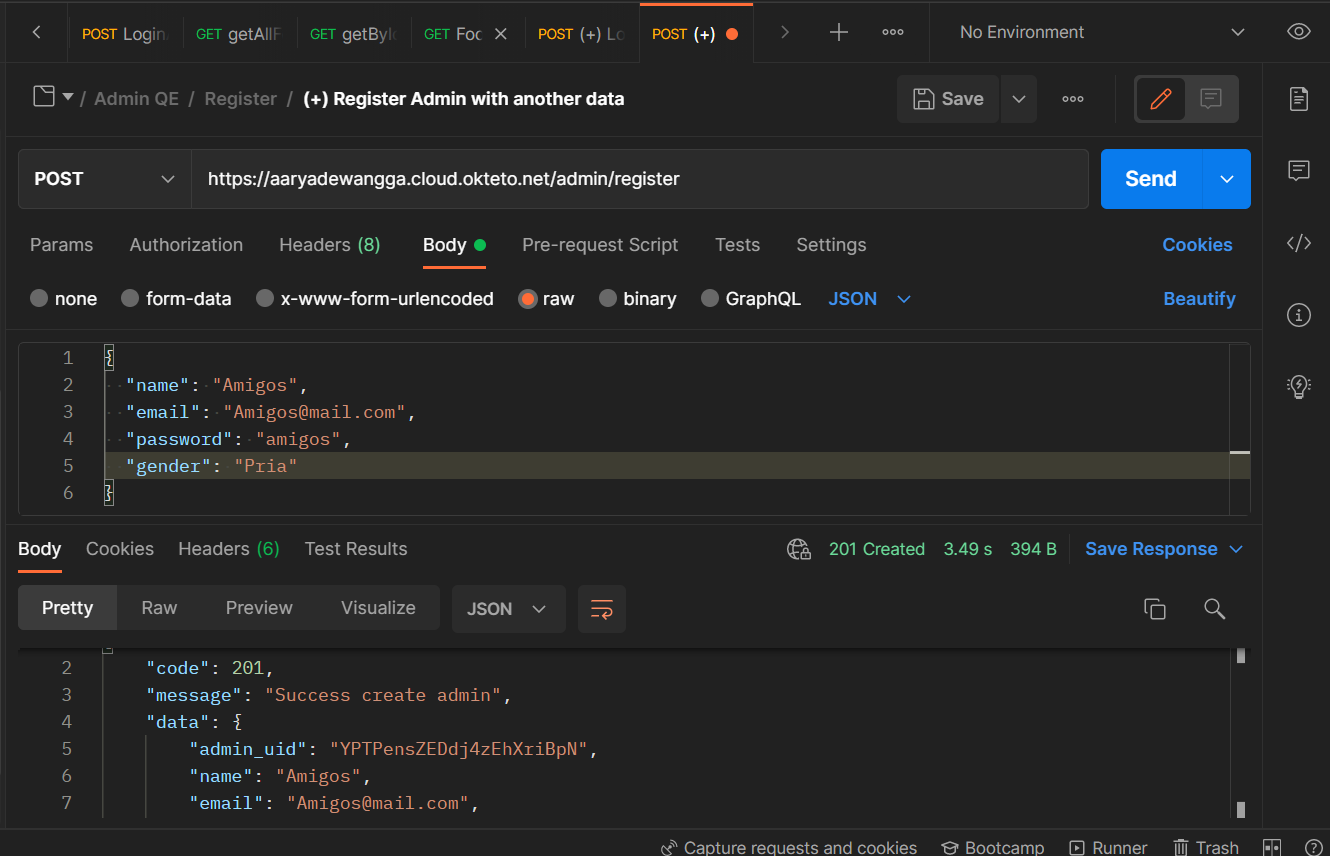 POST Login GET getAllF GET getById GET Foo POST (+) Lo POST (+) No Environment
/ Admin QE / Register / (+) Register Admin with another data Save
POST https://aaryadewangga.cloud.okteto.net/admin/register Send
Params Authorization Headers (8) Body Pre-request Script Tests Settings Cookies
none form-data x-www-form-urlencoded raw binary GraphQL JSON Beautify
1 {
2 "name": "Amigos",
3 "email": "Amigos@mail.com",
4 "password": "amigos",
5 "gender": "Pria"
6 }
Body Cookies Headers (6) Test Results 201 Created 3.49 s 394 B Save Response
Pretty Raw Preview Visualize JSON
2 "code": 201,
3 "message": "Success create admin",
4 "data": {
5 "admin_uid": "YPTPensZEDdj4zEhXriBpN",
6 "name": "Amigos",
7 "email": "Amigos@mail.com",
Capture requests and cookies Bootcamp Runner Trash